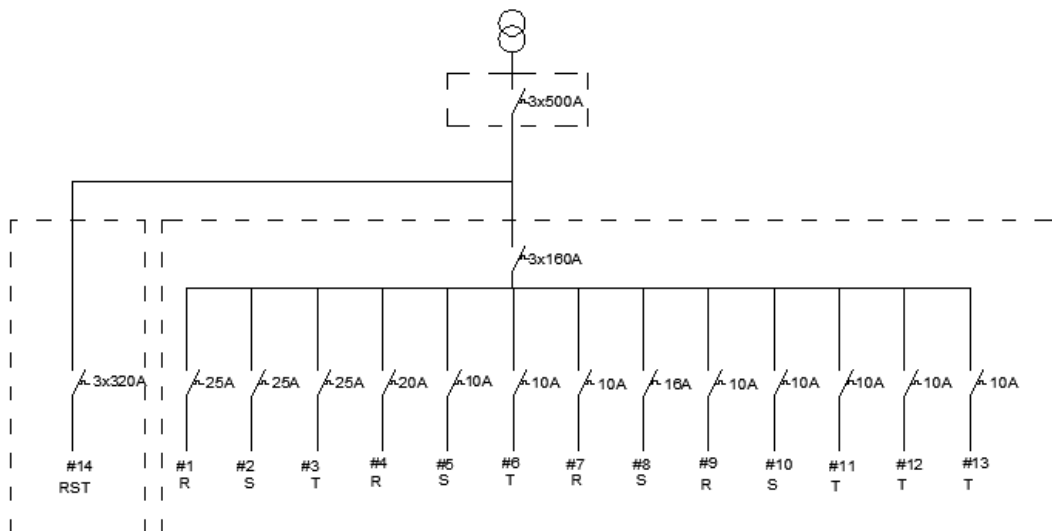 3x500A
3x160A
3x320A 25A 25A 25A 20A 10A 10A 10A 16A 10A 10A 10A 10A 10A
#14 #1 #2 #3 #4 #5 #6 #7 #8 #9 #10 #11 #12 #13
RST R S T R S T R S R S T T T